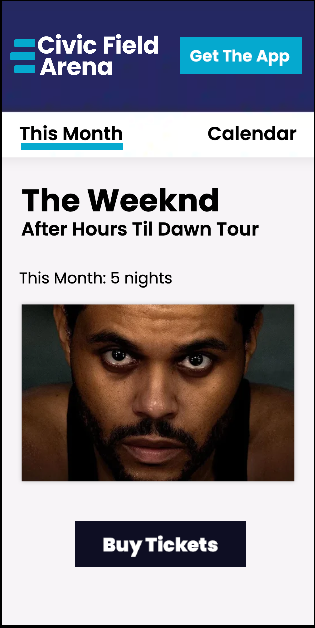 Civic Field
Arena
Get The App
This Month
Calendar
The Weeknd
After Hours Til Dawn Tour
This Month: 5 nights
Buy Tickets